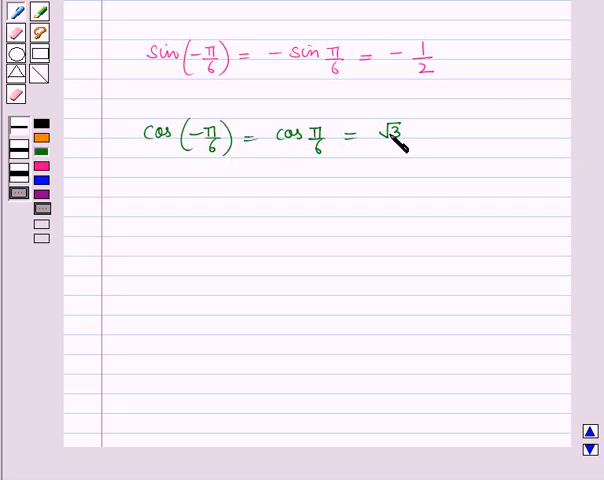 sin(-π/6) = - sin π/6 = - 1/2
cos(-π/6) = cos π/6 = √3